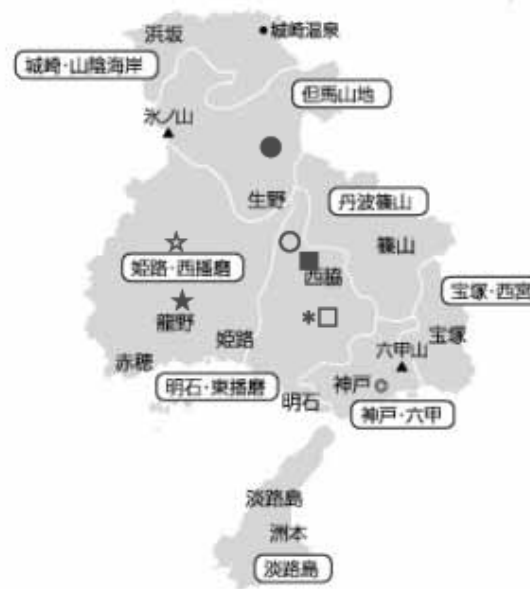 浜坂
城崎温泉
城崎・山陰海岸
但馬山地
氷ノ山
生野
丹波篠山
篠山
姫路・西播磨
西脇
宝塚・西宮
龍野
*
姫路
宝塚
六甲山
赤穂
明石・東播磨
明石
神戸
神戸・六甲
淡路島
洲本
淡路島